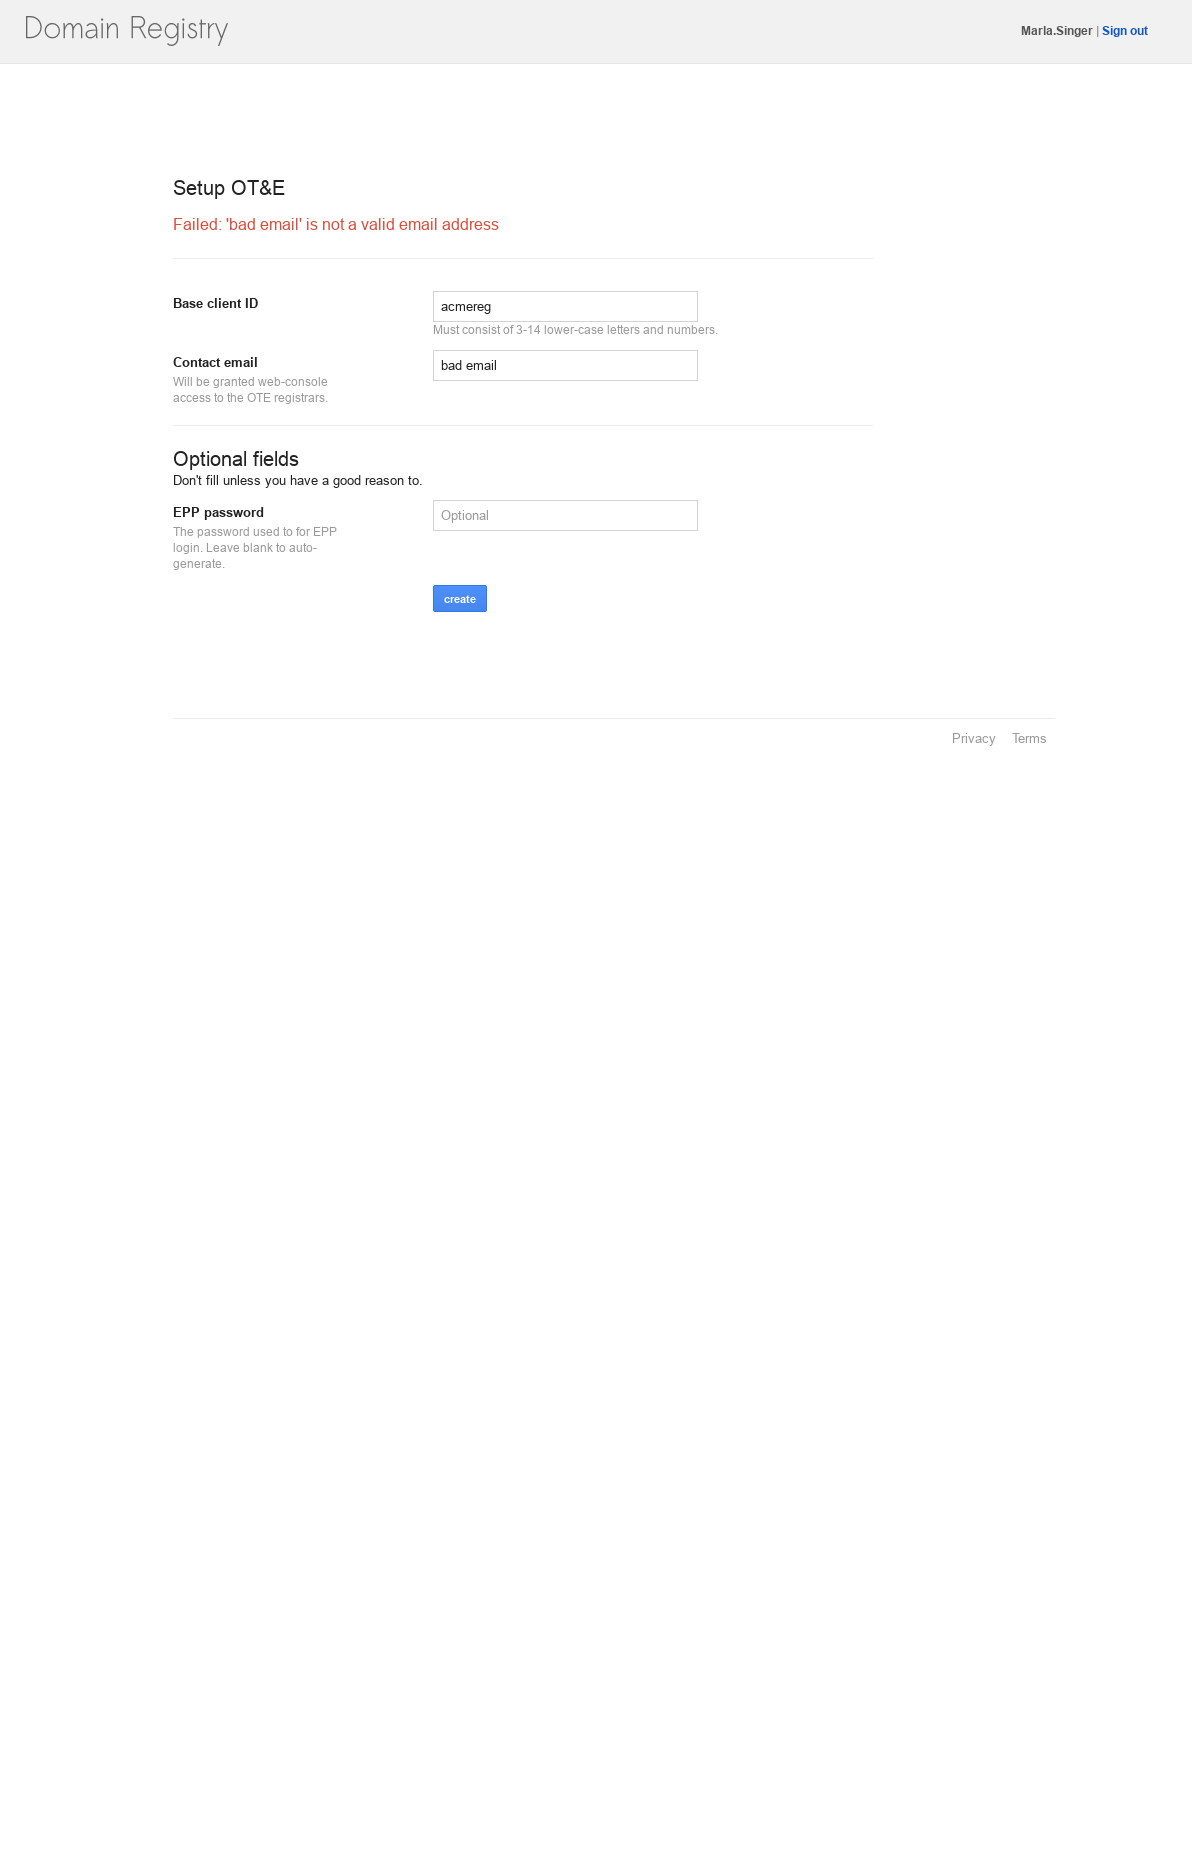 Domain Registry
Marla.Singer | Sign out
Setup OT&E
Failed: 'bad email' is not a valid email address
Base client ID
acmereg
Must consist of 3-14 lower-case letters and numbers.
Contact email
bad email
Will be granted web-console
access to the OTE registrars.
Optional fields
Don't fill unless you have a good reason to.
EPP password
Optional
The password used to for EPP
login. Leave blank to auto-
generate.
create
Privacy Terms